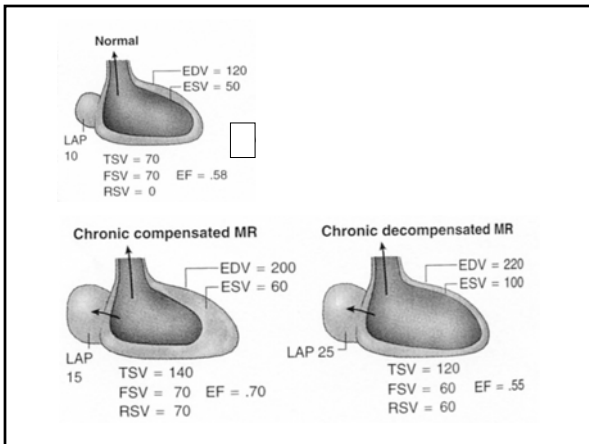 Normal
EDV = 120
ESV = 50
LAP
10
TSV = 70
FSV = 70 EF = .58
RSV = 0
Chronic compensated MR
EDV = 200
ESV = 60
LAP
15
TSV = 140
FSV = 70 EF = .70
RSV = 70
Chronic decompensated MR
EDV = 220
ESV = 100
LAP 25
TSV = 120
FSV = 60 EF = .55
RSV = 60